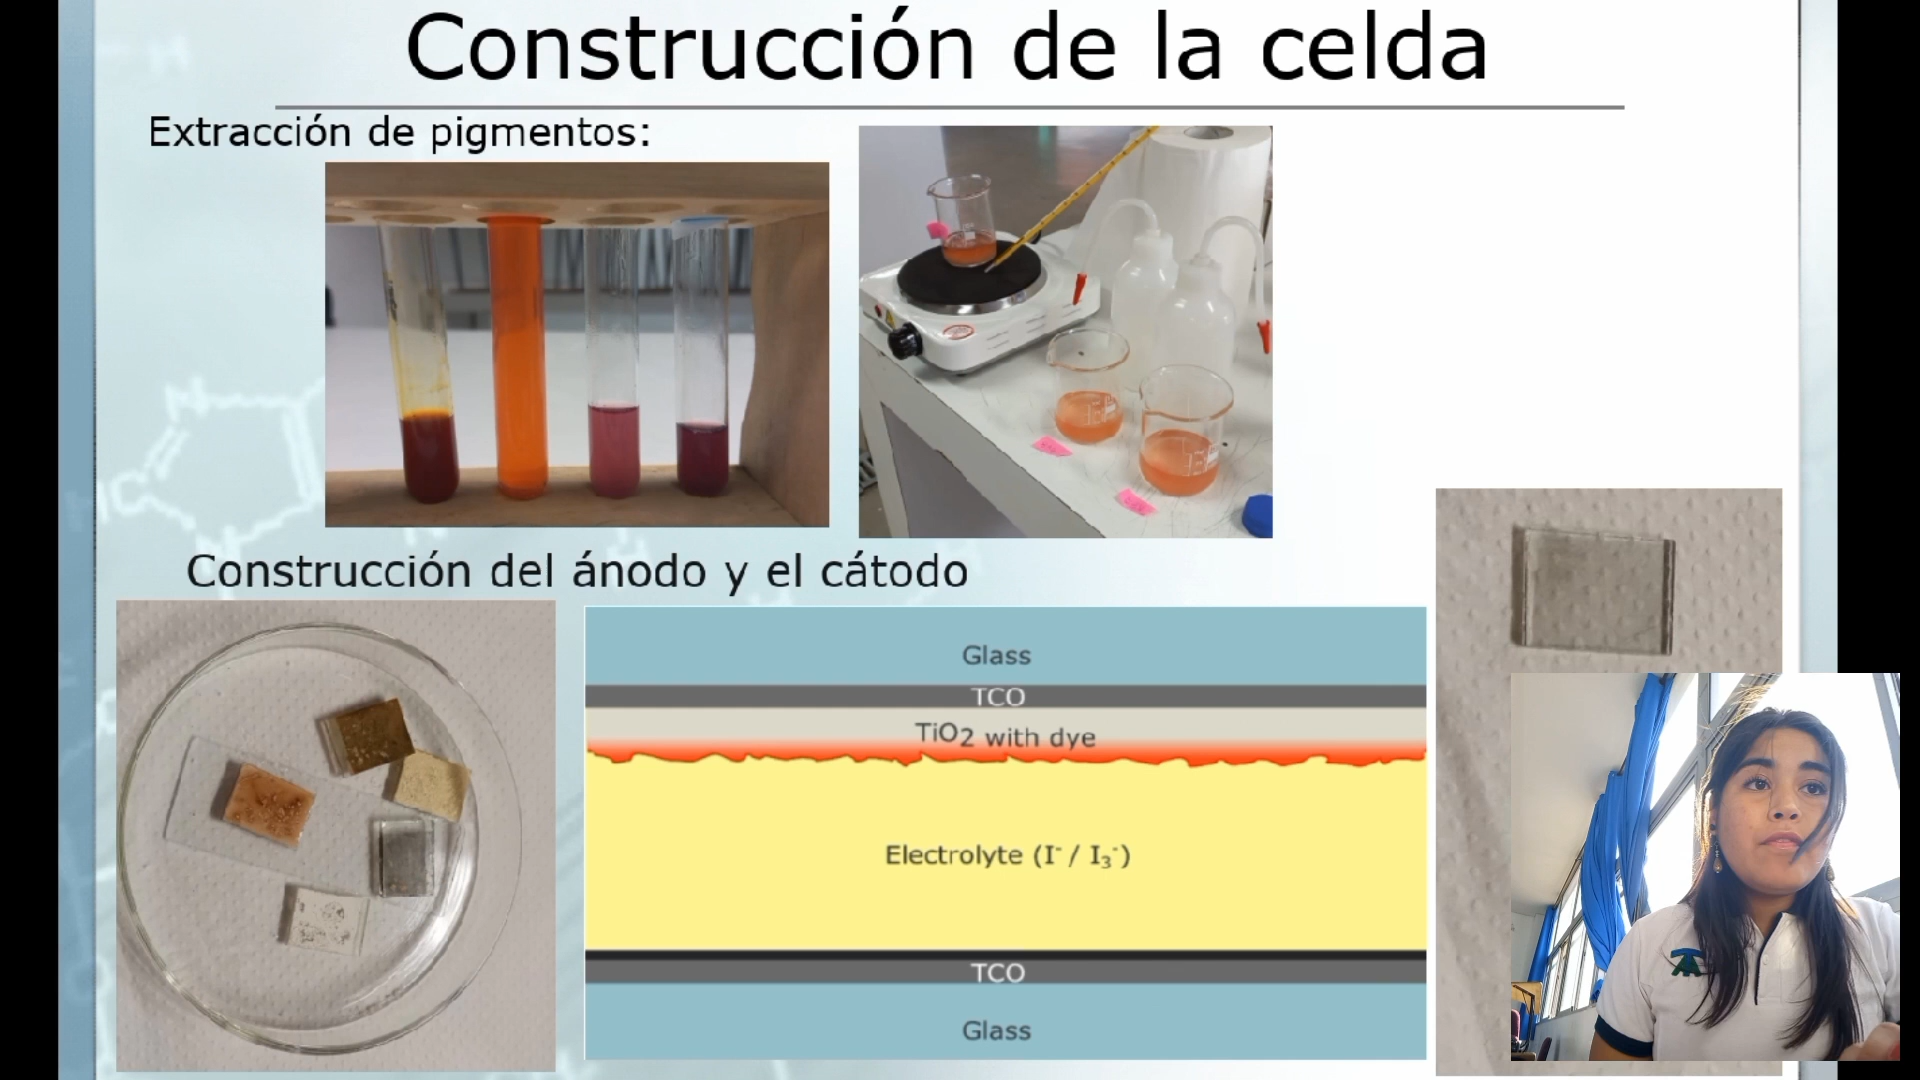 Construcción de la celda
Extracción de pigmentos:
Construcción del ánodo y el cátodo
Glass
TCO
TiO2 with dye
Electrolyte (I⁻ / I₃⁻)
TCO
Glass